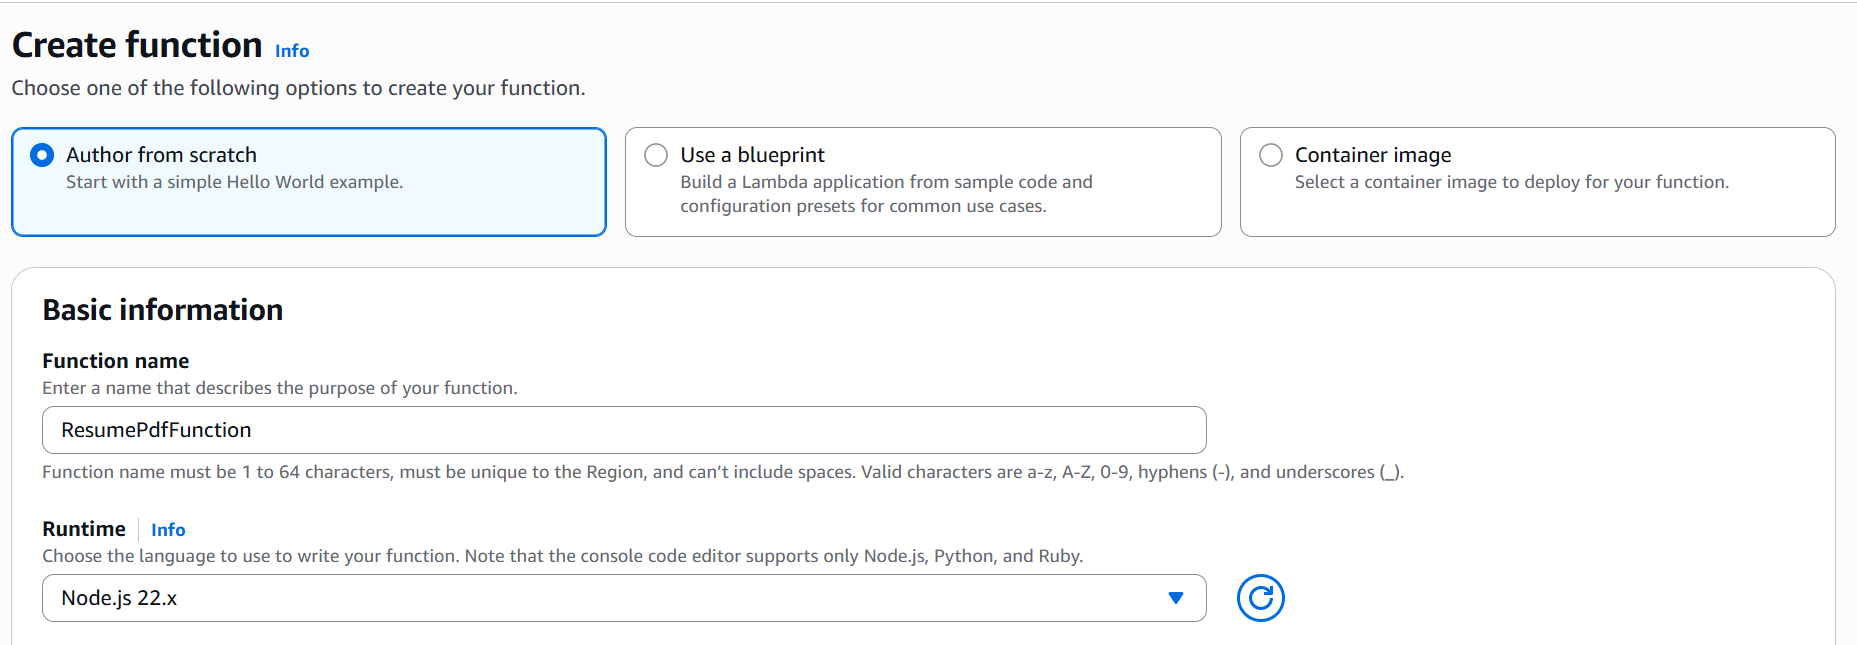 Create function Info
Choose one of the following options to create your function.
Author from scratch
Start with a simple Hello World example.
Use a blueprint
Build a Lambda application from sample code and
configuration presets for common use cases.
Container image
Select a container image to deploy for your function.
Basic information
Function name
Enter a name that describes the purpose of your function.
ResumePdfFunction
Function name must be 1 to 64 characters, must be unique to the Region, and can’t include spaces. Valid characters are a-z, A-Z, 0-9, hyphens (-), and underscores (_).
Runtime Info
Choose the language to use to write your function. Note that the console code editor supports only Node.js, Python, and Ruby.
Node.js 22.x